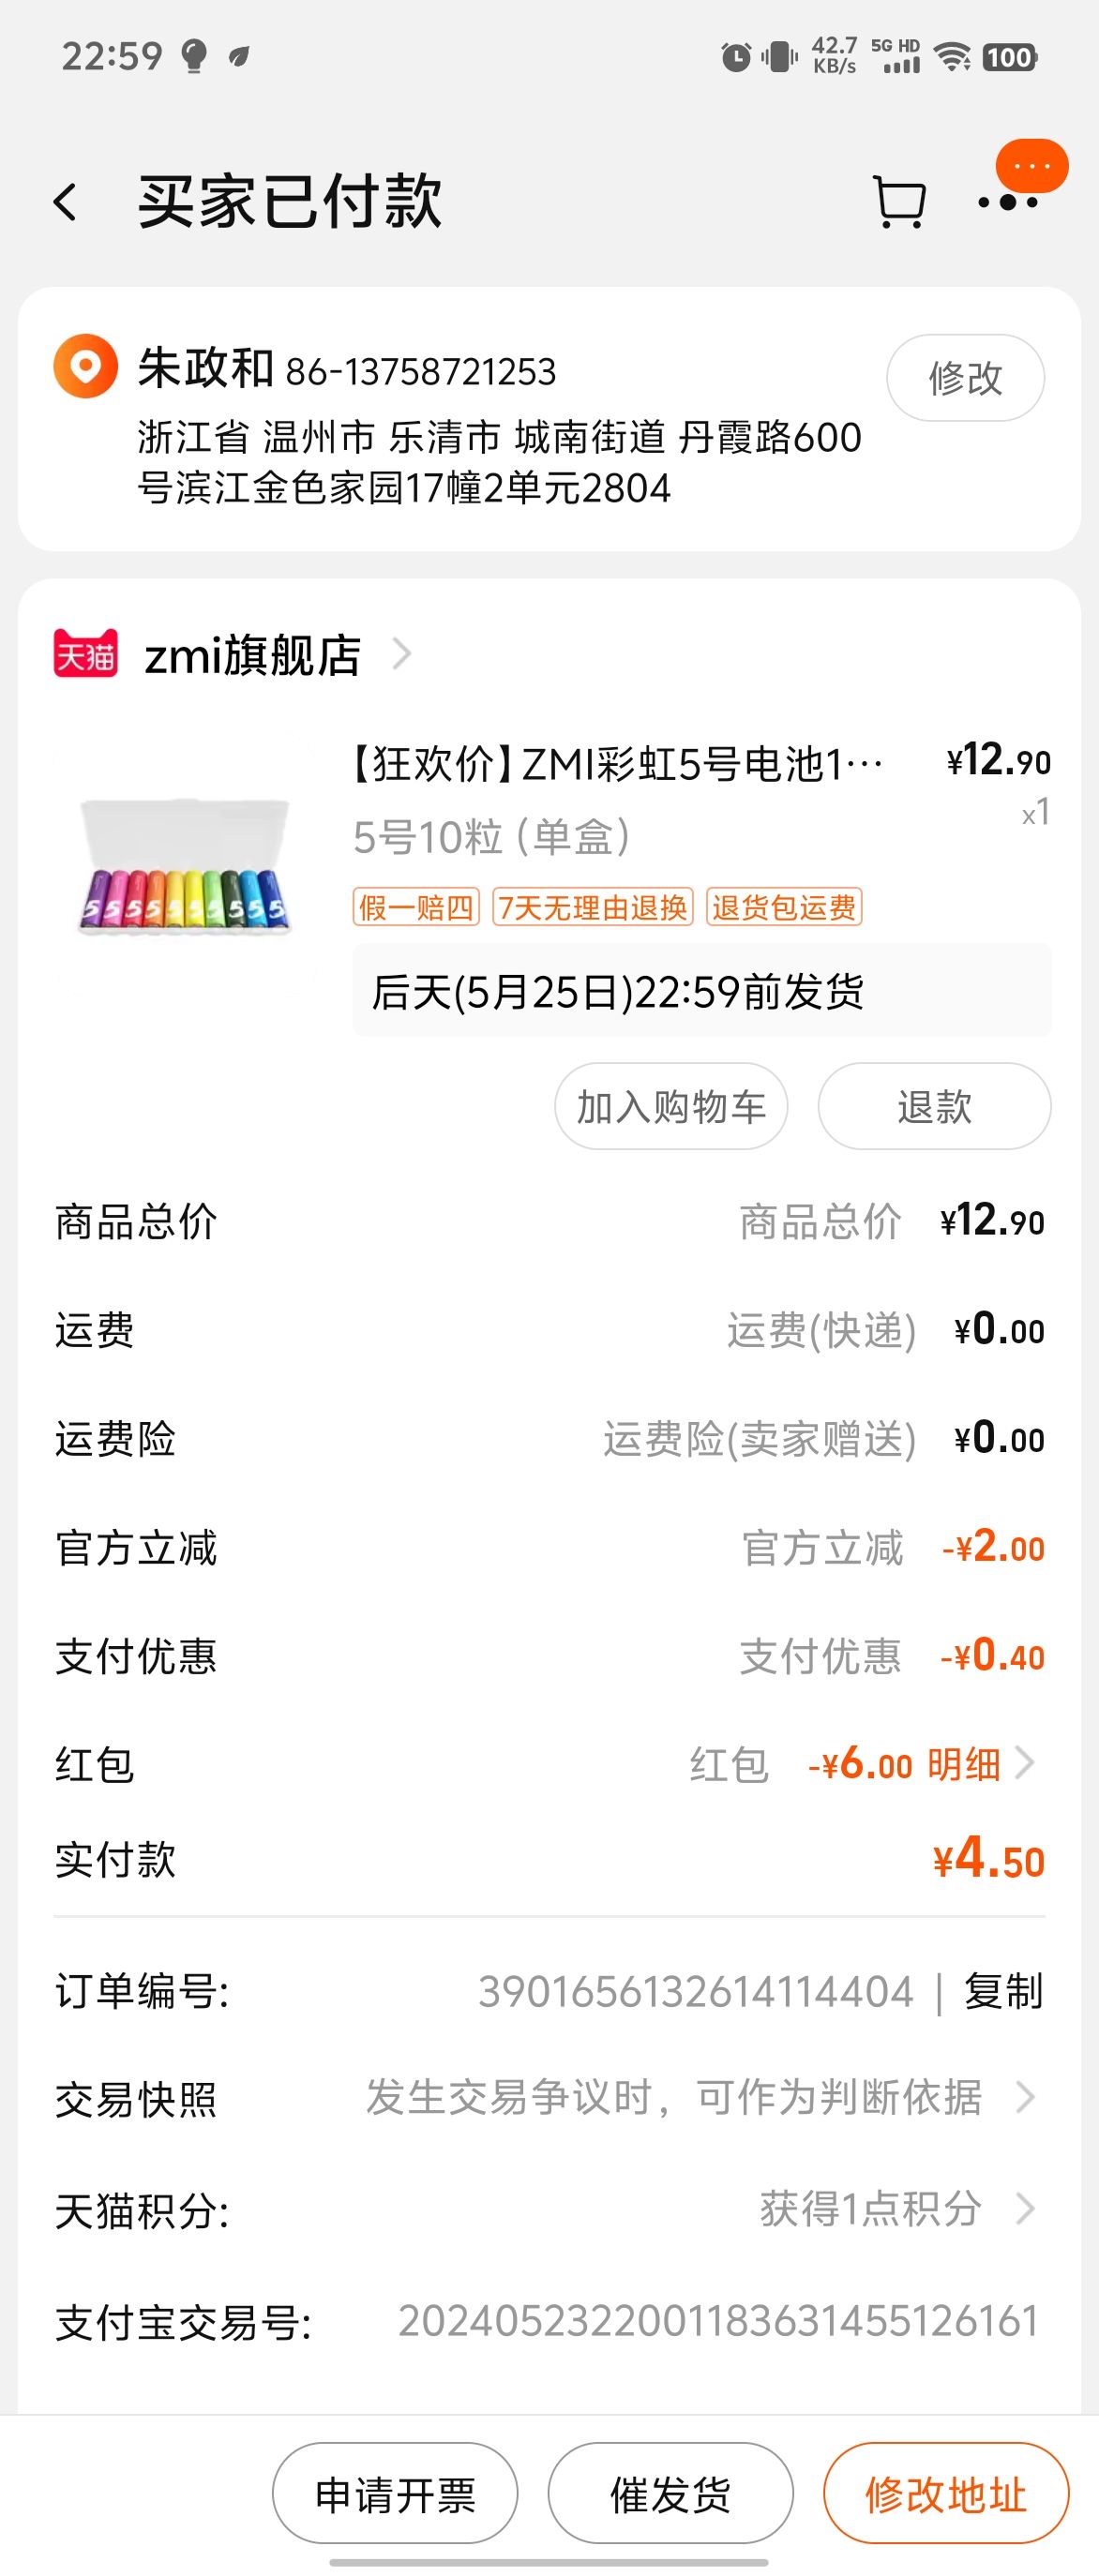 22:59
42.7 KB/s
5G HD
100
买家已付款
朱政和 86-13758721253
修改
浙江省 温州市 乐清市 城南街道 丹霞路600
号滨江金色家园17幢2单元2804
天猫 zmi旗舰店
【狂欢价】ZMI彩虹5号电池1… ¥12.90
5号10粒 (单盒) x1
假一赔四 7天无理由退换 退货包运费
后天(5月25日)22:59前发货
加入购物车 退款
商品总价 商品总价 ¥12.90
运费 运费(快递) ¥0.00
运费险 运费险(卖家赠送) ¥0.00
官方立减 官方立减 -¥2.00
支付优惠 支付优惠 -¥0.40
红包 红包 -¥6.00 明细
实付款 ¥4.50
订单编号: 3901656132614114404 | 复制
交易快照 发生交易争议时，可作为判断依据
天猫积分: 获得1点积分
支付宝交易号: 2024052322001183631455126161
申请开票 催发货 修改地址